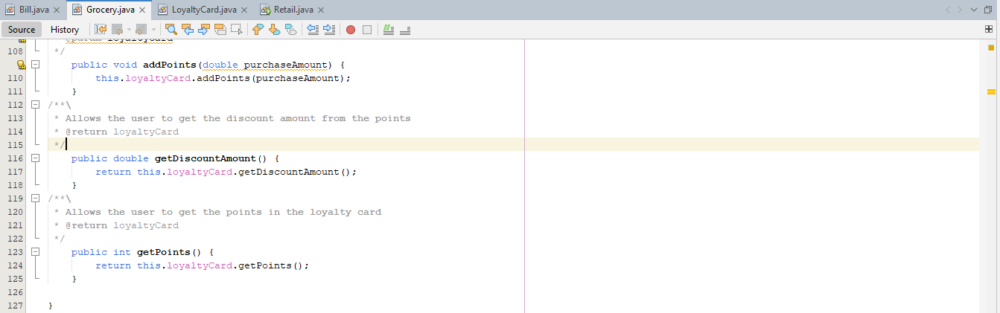 Bill.java Grocery.java LoyaltyCard.java Retail.java
Source History
@param loyaltyCard
108 */
public void addPoints(double purchaseAmount) {
110 this.loyaltyCard.addPoints(purchaseAmount);
111 }
112 /**\
113 * Allows the user to get the discount amount from the points
114 * @return loyaltyCard
115 */
116 public double getDiscountAmount() {
117 return this.loyaltyCard.getDiscountAmount();
118 }
119 /**\
120 * Allows the user to get the points in the loyalty card
121 * @return loyaltyCard
122 */
123 public int getPoints() {
124 return this.loyaltyCard.getPoints();
125 }
126
127 }